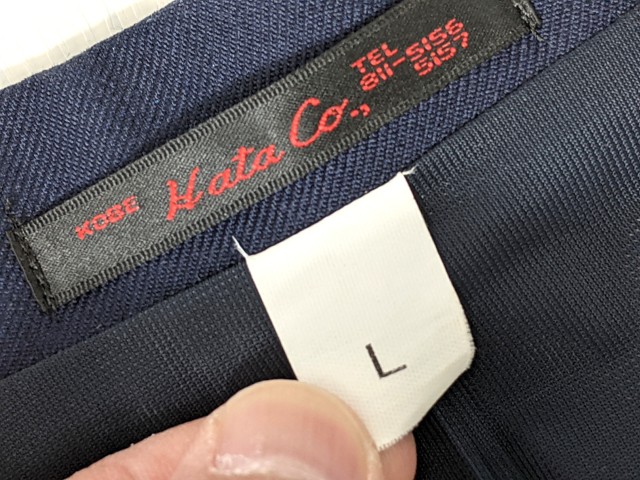 KOBE Hata Co.,
TEL
811-5156
5157
L